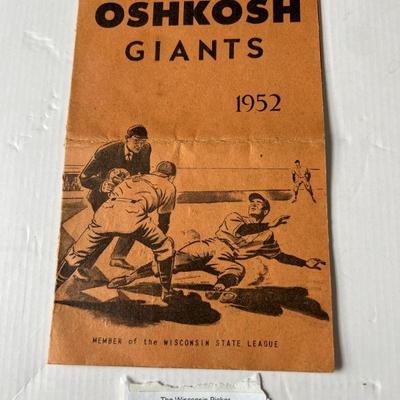 OSHKOSH
GIANTS
1952
MEMBER of the WISCONSIN STATE LEAGUE
The Wisconsin Picker